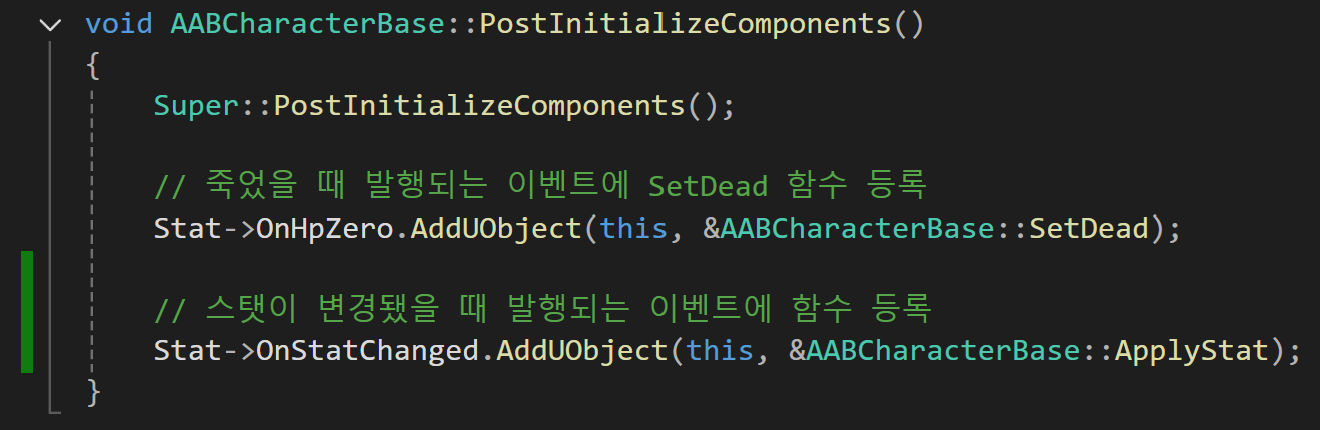 void AABCharacterBase::PostInitializeComponents()
{
Super::PostInitializeComponents();
// 죽었을 때 발행되는 이벤트에 SetDead 함수 등록
Stat->OnHpZero.AddUObject(this, &AABCharacterBase::SetDead);
// 스탯이 변경됐을 때 발행되는 이벤트에 함수 등록
Stat->OnStatChanged.AddUObject(this, &AABCharacterBase::ApplyStat);
}